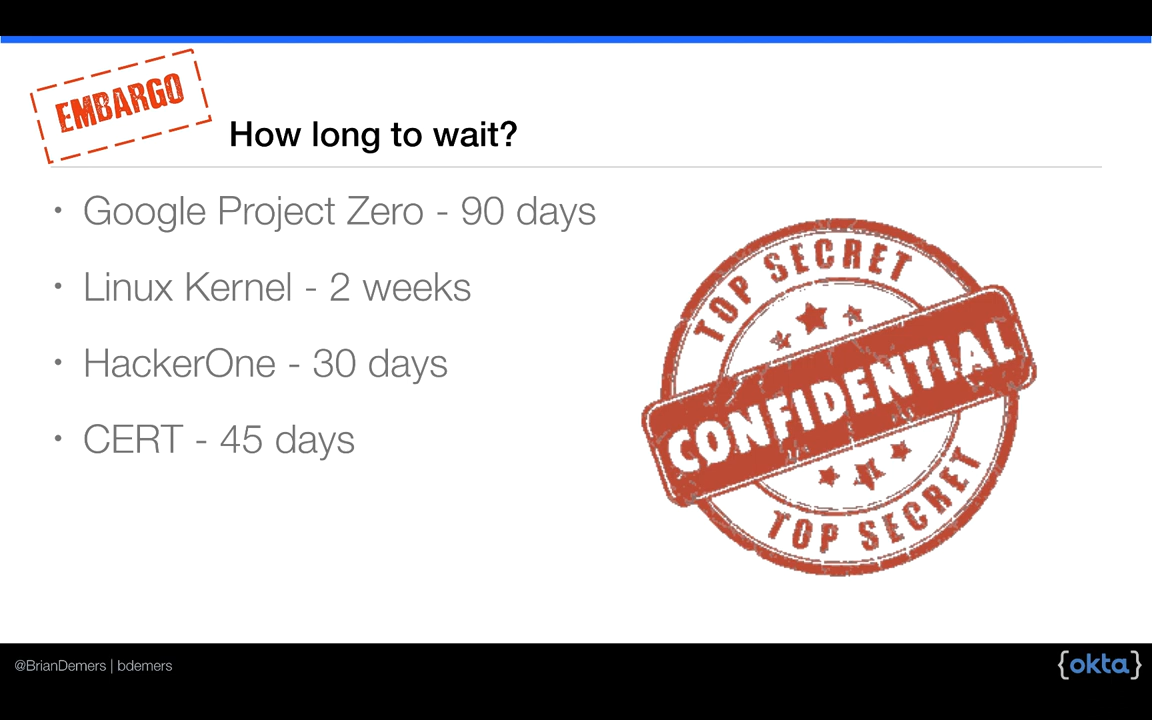 EMBARGO
How long to wait?
• Google Project Zero - 90 days
• Linux Kernel - 2 weeks
• HackerOne - 30 days
• CERT - 45 days
TOP SECRET
CONFIDENTIAL
TOP SECRET
@BrianDemers | bdemers
{okta}